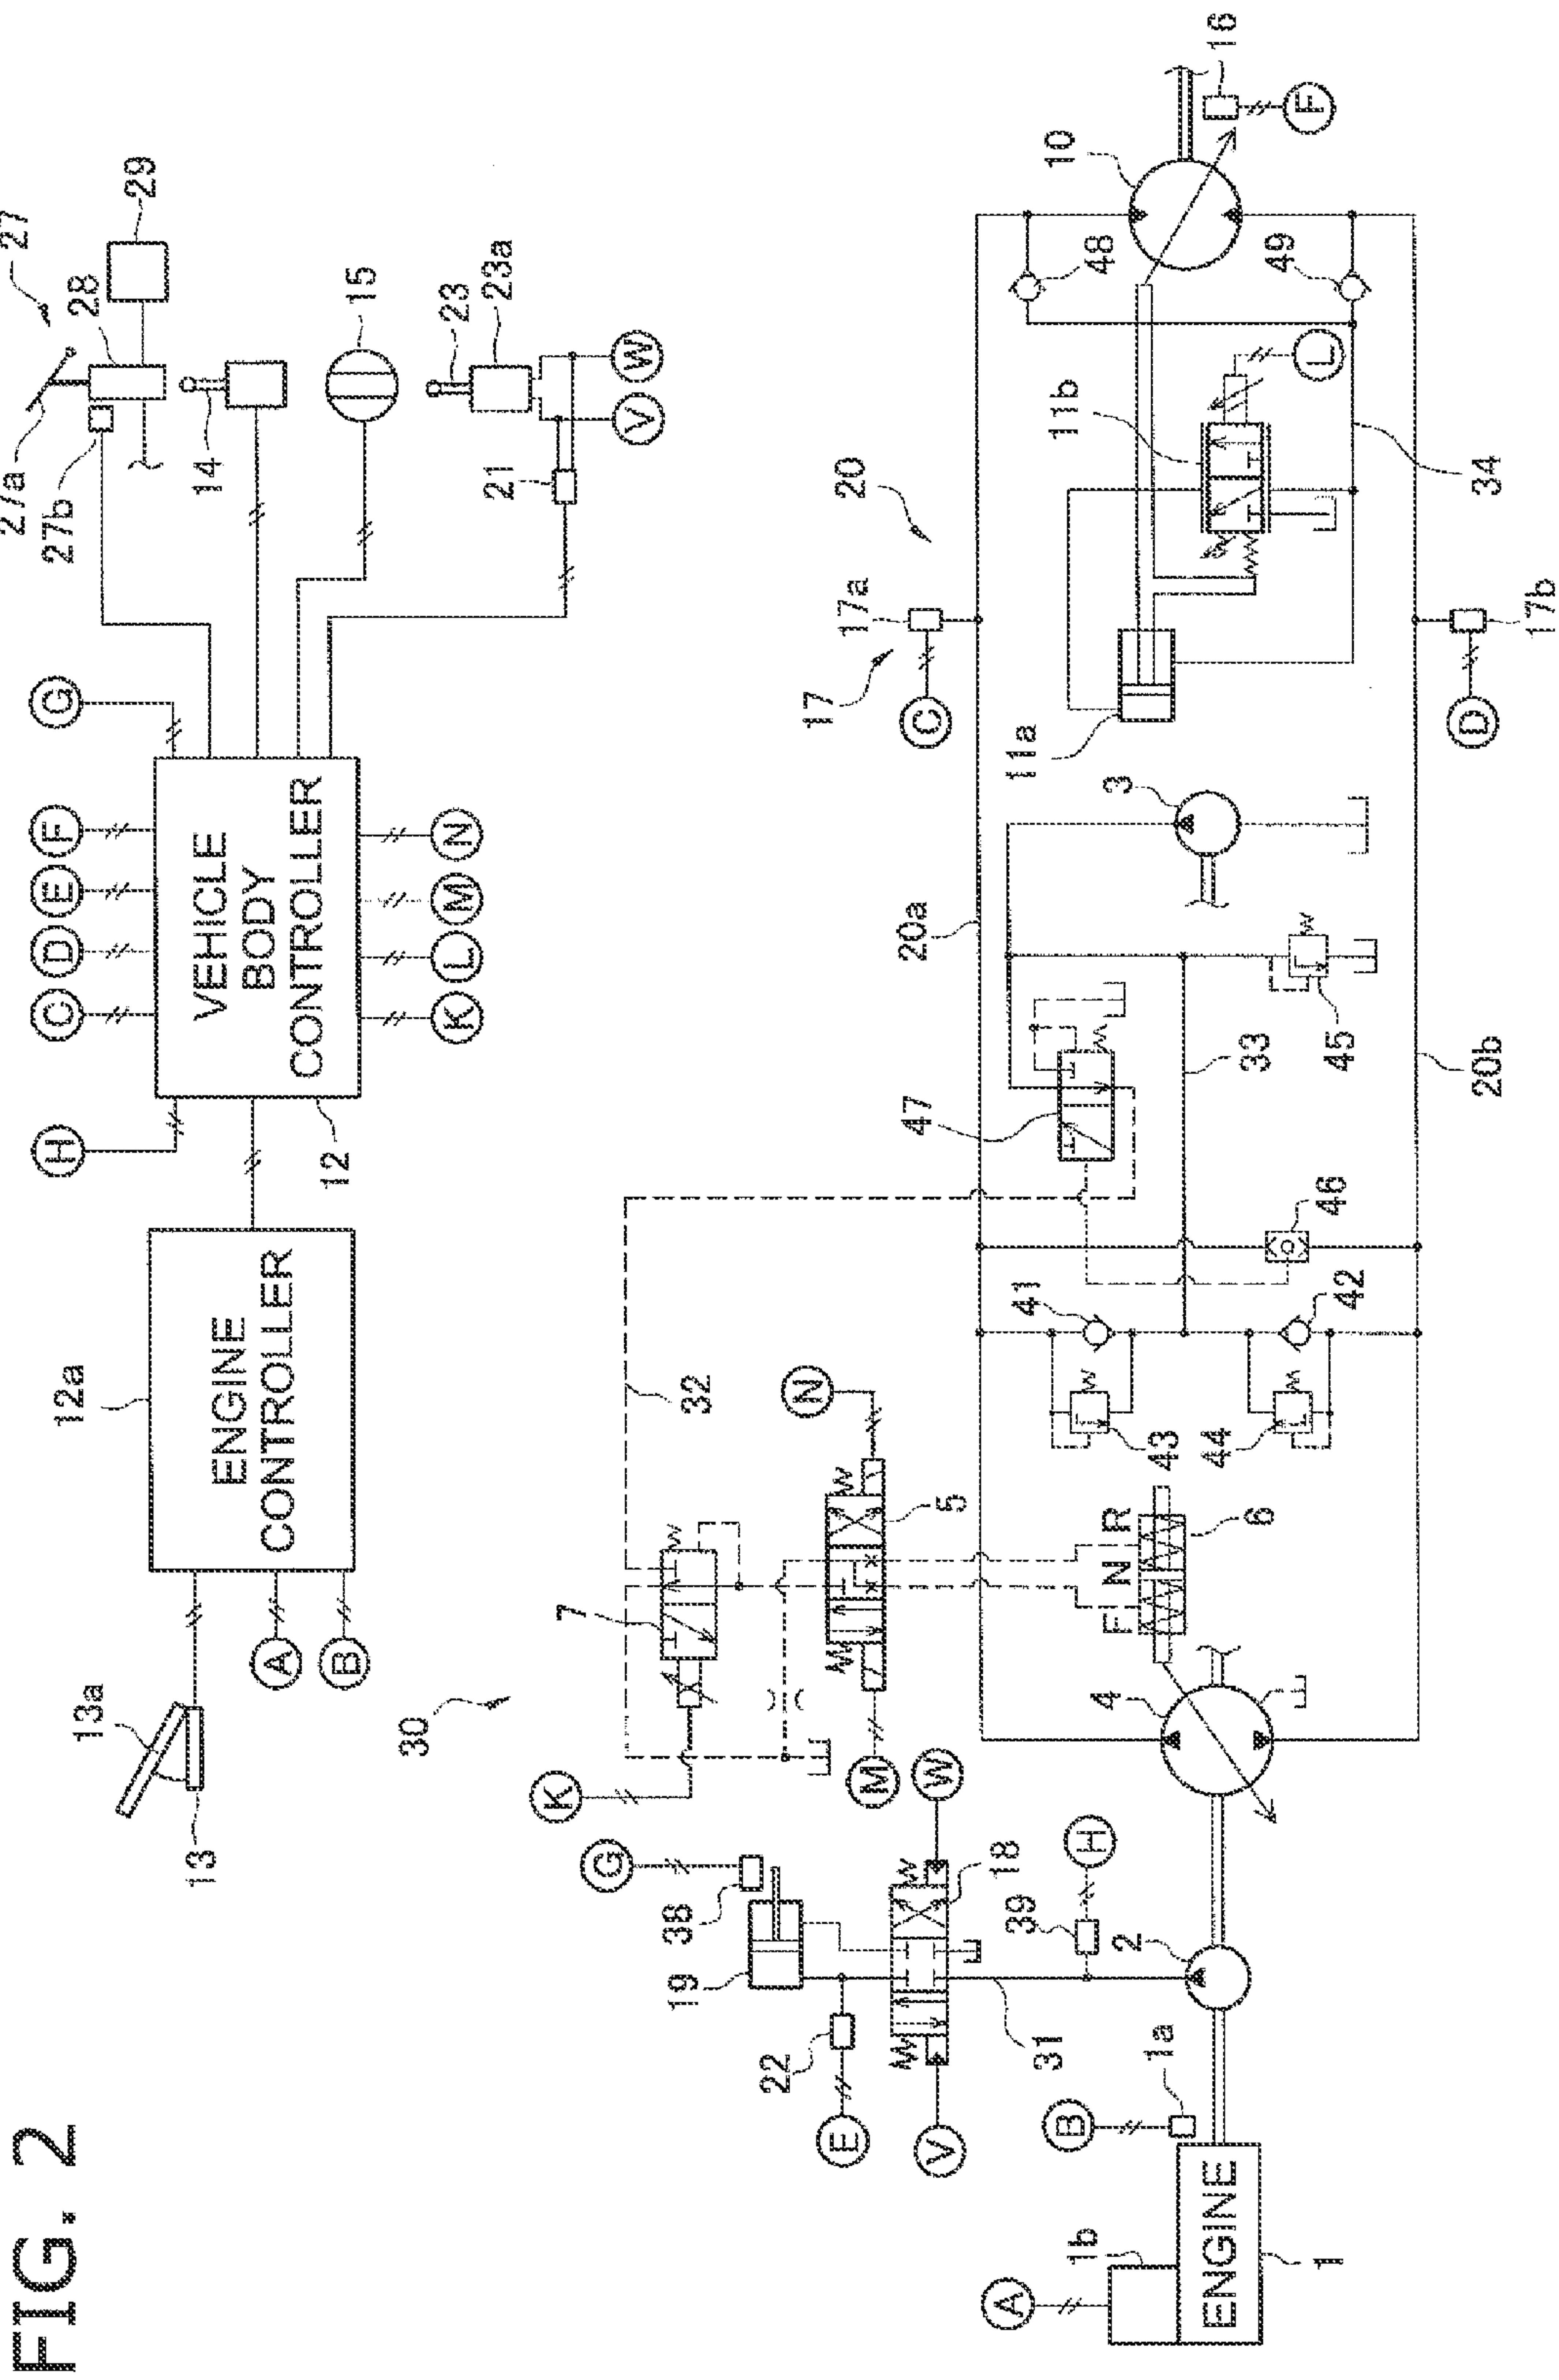 FIG. 2
13a
13
12a
ENGINE
CONTROLLER
A
B
H
12
VEHICLE
BODY
CONTROLLER
C
D
E
F
G
K
L
M
N
27
27a
27b
28
29
14
15
23
23a
21
V
W
30
K
7
32
N
5
M
G
38
19
22
E
V
W
18
31
39
H
2
B
1a
1b
A
ENGINE
1
4
F N R
6
43
44
41
42
46
47
33
45
3
20a
20b
20
17
17a
C
17b
D
11a
11b
L
34
48
49
10
16
F